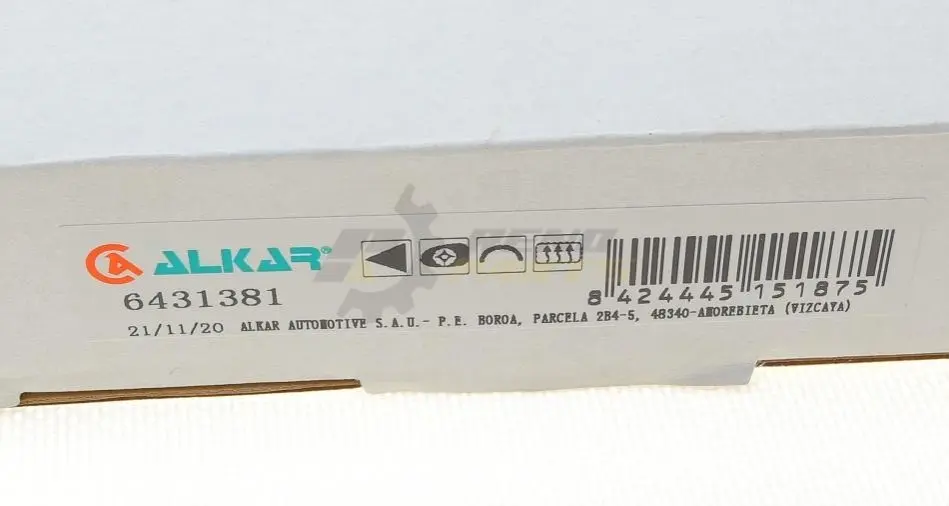 ALKAR®
6431381
8 424445 151875
21/11/20 ALKAR AUTOMOTIVE S.A.U.- P.E. BOROA, PARCELA 2B4-5, 48340-AMOREBIETA (VIZCAYA)